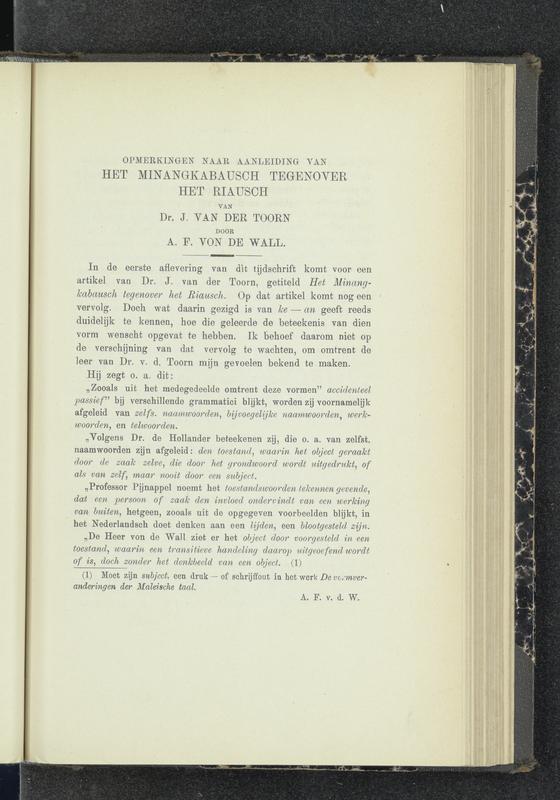 OPMERKINGEN NAAR AANLEIDING VAN
HET MINANGKABAUSCH TEGENOVER
HET RIAUSCH
VAN
Dr. J. VAN DER TOORN
DOOR
A. F. VON DE WALL.
In de eerste aflevering van dit tijdschrift komt voor een
artikel van Dr. J. van der Toorn, getiteld Het Minang-
kabausch tegenover het Riausch. Op dat artikel komt nog een
vervolg. Doch wat daarin gezigd is van ke — an geeft reeds
duidelijk te kennen, hoe die geleerde de beteekenis van dien
vorm wenscht opgevat te hebben. Ik behoef daarom niet op
de verschijning van dat vervolg te wachten, om omtrent de
leer van Dr. v. d. Toorn mijn gevoelen bekend te maken.
Hij zegt o. a. dit:
„Zooals uit het medegedeelde omtrent deze vormen” accidenteel
passief” bij verschillende grammatici blijkt, worden zij voornamelijk
afgeleid van zelfs. naamwoorden, bijvoegelijke naamwoorden, werk-
woorden, en telwoorden.
„Volgens Dr. de Hollander beteekenen zij, die o. a. van zelfst.
naamwoorden zijn afgeleid: den toestand, waarin het object geraakt
door de zaak zelve, die door het grondwoord wordt uitgedrukt, of
als van zelf, maar nooit door een subject.
„Professor Pijnappel noemt het toestandswoorden tekennen gevende,
dat een persoon of zaak den invloed ondervindt van een werking
van buiten, hetgeen, zooals uit de opgegeven voorbeelden blijkt, in
het Nederlandsch doet denken aan een lijden, een blootgesteld zijn.
„De Heer von de Wall ziet er het object door voorgesteld in een
toestand, waarin een transitieve handeling daarop uitgeoefend wordt
of is, doch zonder het denkbeeld van een object. (1)
(1) Moet zijn subject. een druk — of schrijffout in het werk De vormver-
anderingen der Maleische taal.
A. F. v. d. W.